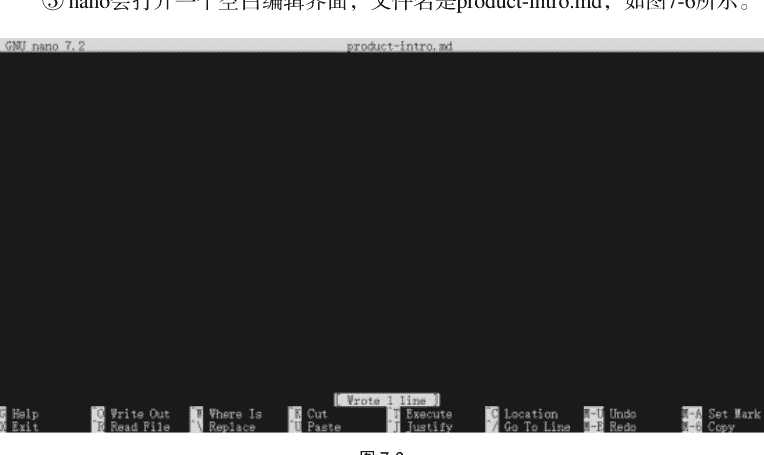 ③ nano会打开一个空白编辑界面，文件名是product-intro.md，如图7-6所示。
GNU nano 7.2 product-intro.md
[ Wrote 1 line ]
^G Help ^O Write Out ^W Where Is ^K Cut ^T Execute ^C Location M-U Undo M-A Set Mark
^X Exit ^R Read File ^\ Replace ^U Paste ^J Justify ^/ Go To Line M-E Redo M-6 Copy